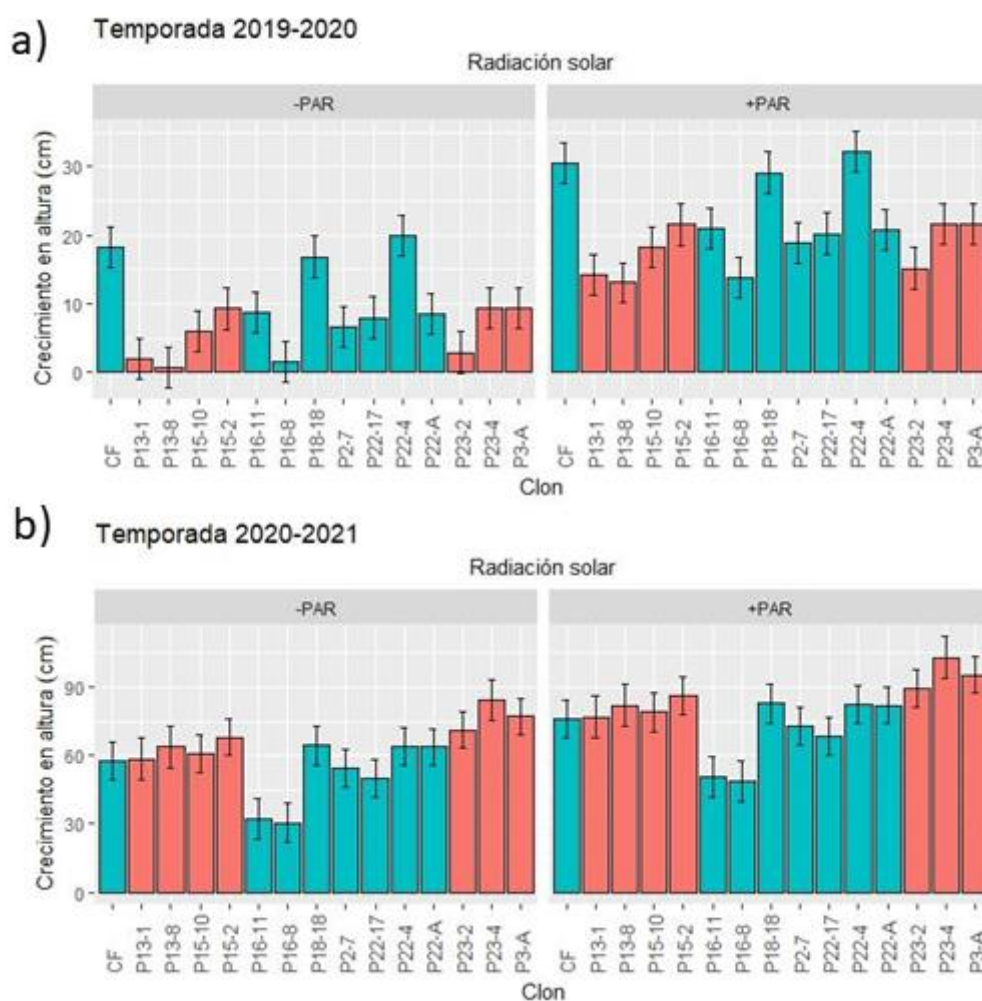 a)
Temporada 2019-2020
Radiación solar
-PAR
+PAR
Crecimiento en altura (cm)
30
20
10
0
CF P13-1 P13-8 P15-10 P15-2 P16-11 P16-8 P18-18 P2-7 P22-17 P22-4 P22-A P23-2 P23-4 P3-A
CF P13-1 P13-8 P15-10 P15-2 P16-11 P16-8 P18-18 P2-7 P22-17 P22-4 P22-A P23-2 P23-4 P3-A
Clon
b)
Temporada 2020-2021
Radiación solar
-PAR
+PAR
Crecimiento en altura (cm)
90
60
30
0
CF P13-1 P13-8 P15-10 P15-2 P16-11 P16-8 P18-18 P2-7 P22-17 P22-4 P22-A P23-2 P23-4 P3-A
CF P13-1 P13-8 P15-10 P15-2 P16-11 P16-8 P18-18 P2-7 P22-17 P22-4 P22-A P23-2 P23-4 P3-A
Clon